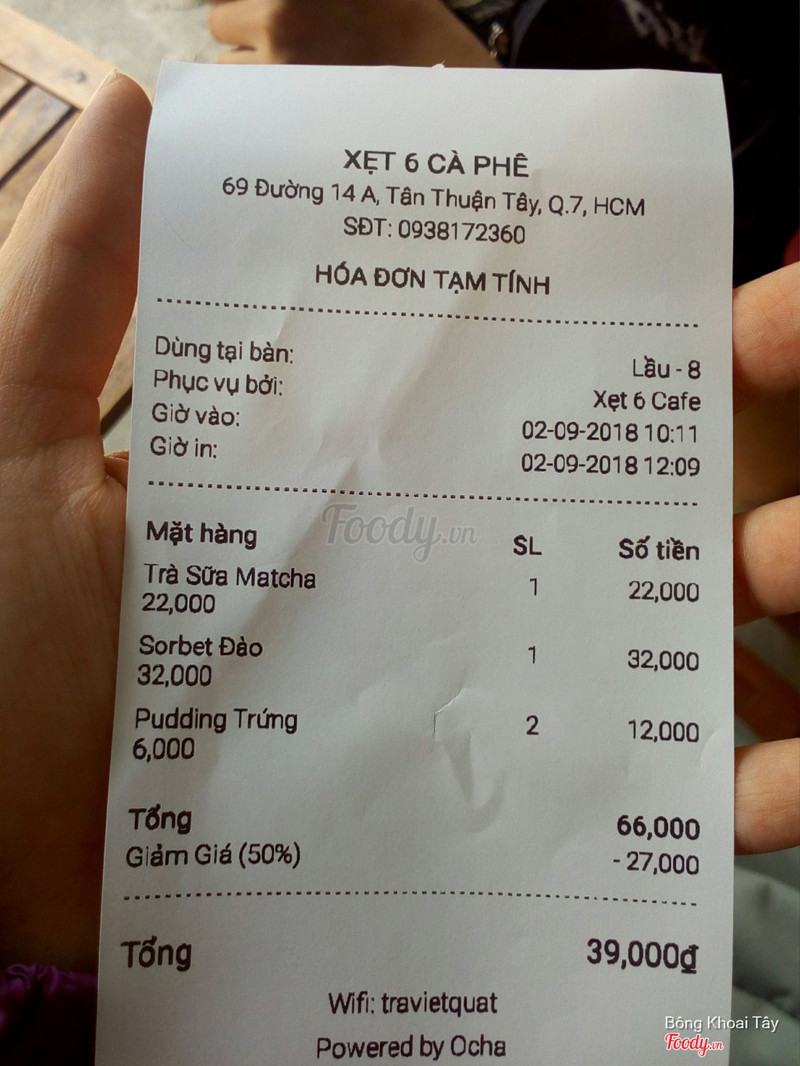 XẸT 6 CÀ PHÊ
69 Đường 14 A, Tân Thuận Tây, Q.7, HCM
SĐT: 0938172360
HÓA ĐƠN TẠM TÍNH
Dùng tại bàn: Lầu - 8
Phục vụ bởi: Xẹt 6 Cafe
Giờ vào: 02-09-2018 10:11
Giờ in: 02-09-2018 12:09
Foody.vn
Mặt hàng SL Số tiền
Trà Sữa Matcha 1 22,000
22,000
Sorbet Đào 1 32,000
32,000
Pudding Trứng 2 12,000
6,000
Tổng 66,000
Giảm Giá (50%) - 27,000
Tổng 39,000₫
Wifi: travietquat
Powered by Ocha
Bông Khoai Tây
Foody.vn